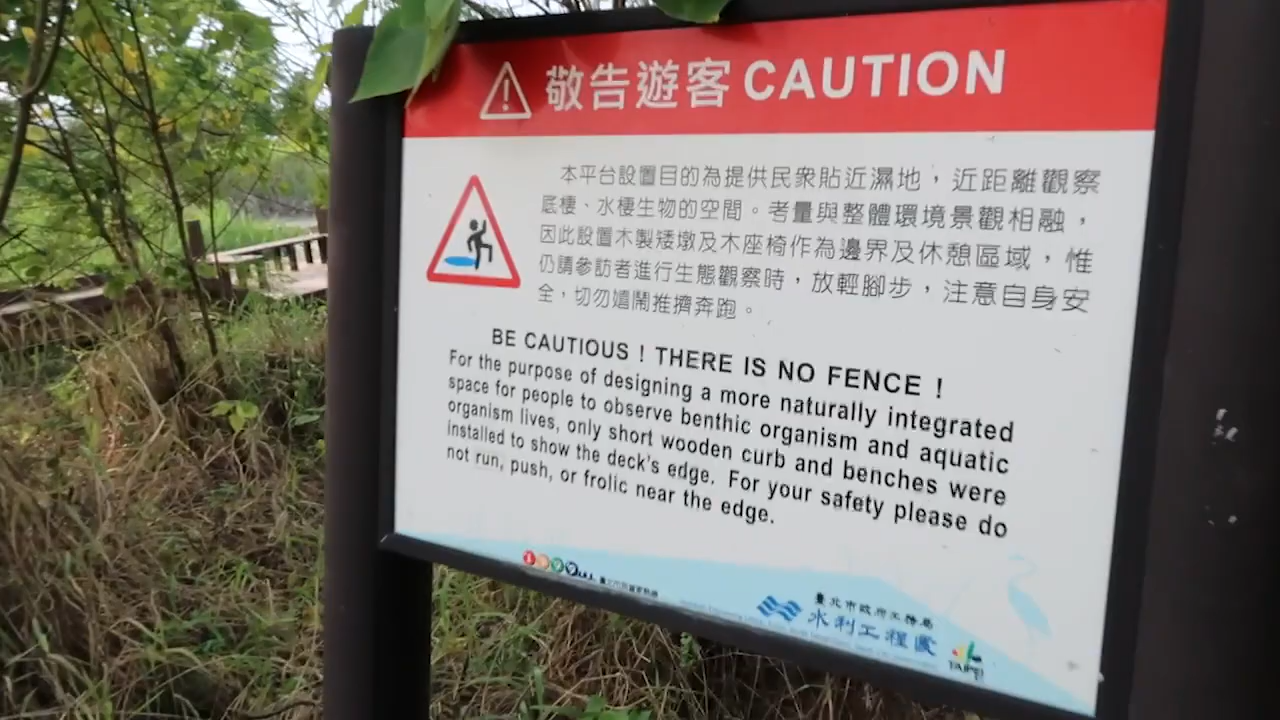 敬告遊客 CAUTION
本平台設置目的為提供民眾貼近濕地，近距離觀察
底棲、水棲生物的空間。考量與整體環境景觀相融，
因此設置木製矮墩及木座椅作為邊界及休憩區域，惟
仍請參訪者進行生態觀察時，放輕腳步，注意自身安
全，切勿嬉鬧推擠奔跑。
BE CAUTIOUS ! THERE IS NO FENCE !
For the purpose of designing a more naturally integrated
space for people to observe benthic organism and aquatic
organism lives, only short wooden curb and benches were
installed to show the deck's edge. For your safety please do
not run, push, or frolic near the edge.
臺北市政府工務局
水利工程處
TAIPEI